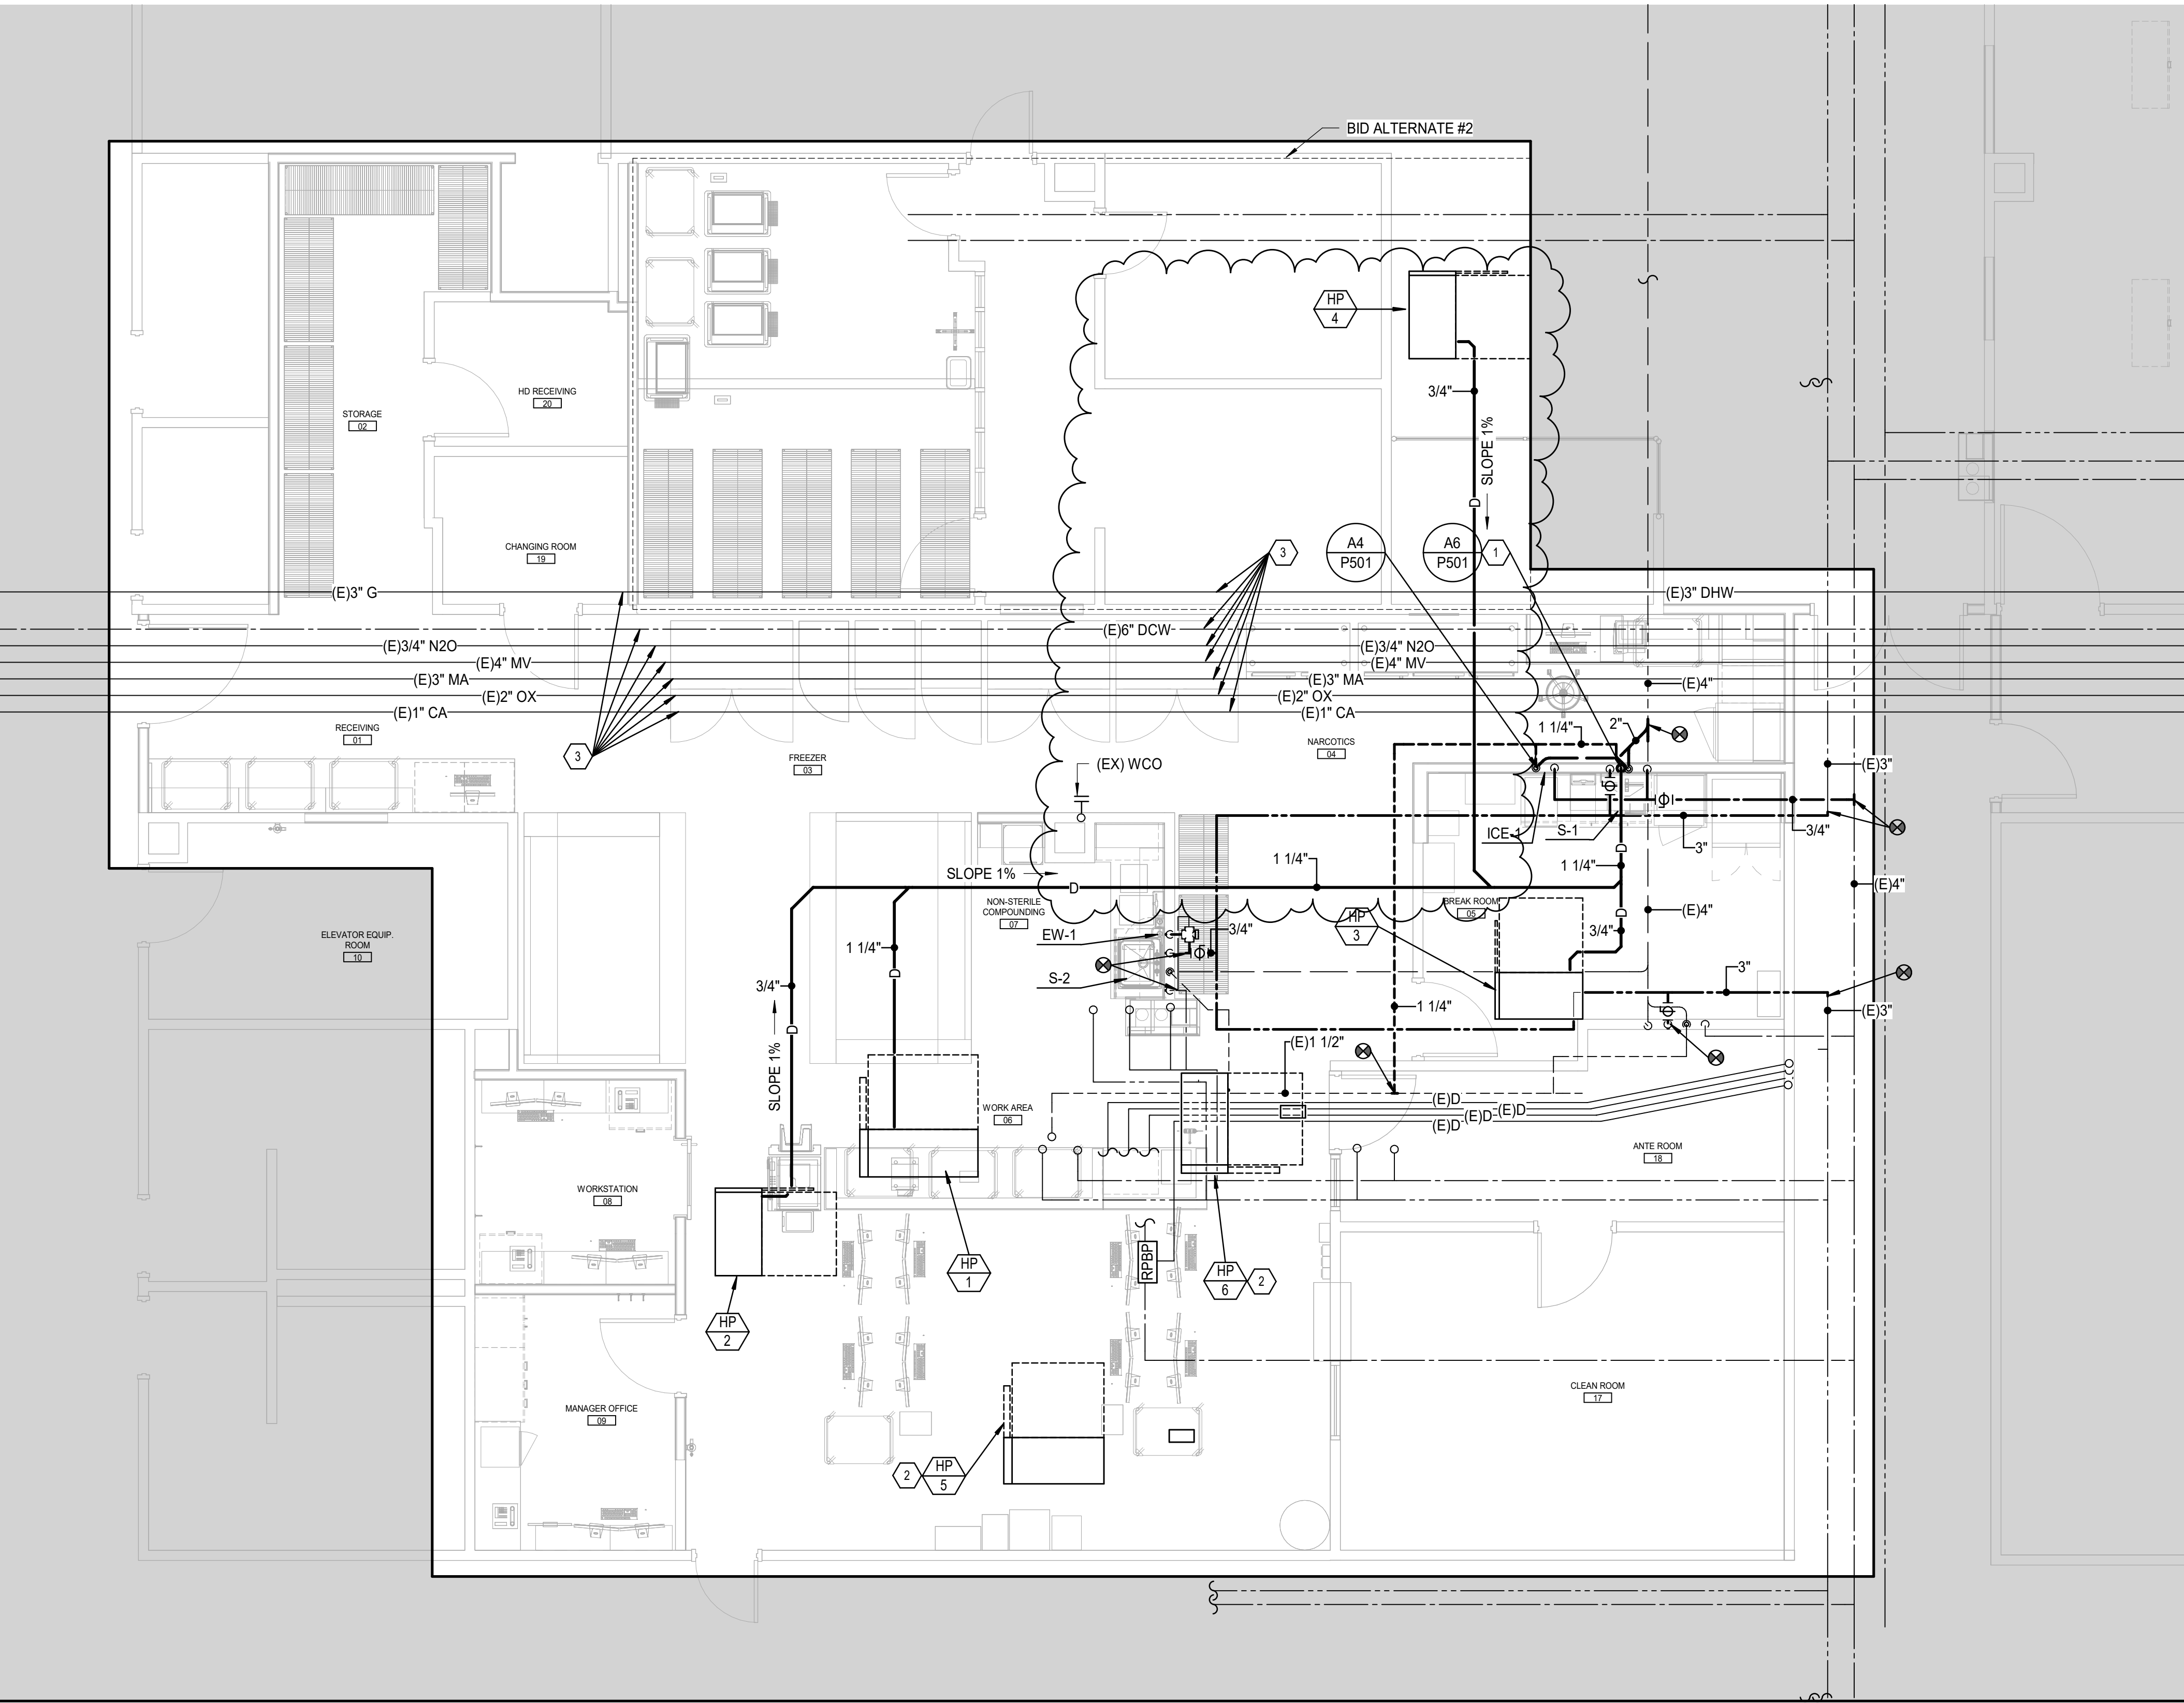 BID ALTERNATE #2
HP
4
3/4"
SLOPE 1%
D
HD RECEIVING
20
STORAGE
02
CHANGING ROOM
19
3
A4
P501
A6
P501
1
(E)3" G
(E)3" DHW
(E)6" DCW
(E)3/4" N2O
(E)3/4" N2O
(E)4" MV
(E)4" MV
(E)3" MA
(E)3" MA
(E)2" OX
(E)2" OX
(E)1" CA
(E)1" CA
(E)4"
RECEIVING
01
3
FREEZER
03
NARCOTICS
04
1 1/4"
2"
(EX) WCO
(E)3"
ICE-1
S-1
3"
3/4"
D
1 1/4"
1 1/4"
SLOPE 1%
D
(E)4"
NON-STERILE
COMPOUNDING
07
BREAK ROOM
05
(E)4"
D
HP
3
3/4"
EW-1
3/4"
ELEVATOR EQUIP.
ROOM
10
1 1/4"
D
S-2
3"
3/4"
D
SLOPE 1%
1 1/4"
(E)3"
(E)1 1/2"
WORK AREA
06
(E)D
(E)D
(E)D
(E)D
ANTE ROOM
18
WORKSTATION
08
RPBP
HP
1
HP
6
2
HP
2
CLEAN ROOM
17
MANAGER OFFICE
09
2
HP
5